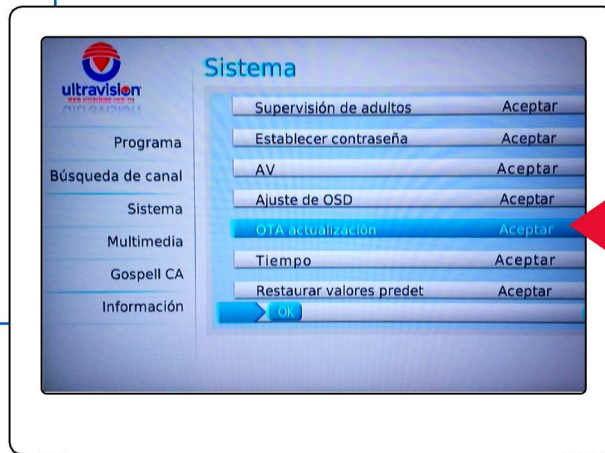 ultravision
Sistema
Programa
Búsqueda de canal
Sistema
Multimedia
Gospell CA
Información
Supervisión de adultos Aceptar
Establecer contraseña Aceptar
AV Aceptar
Ajuste de OSD Aceptar
OTA actualización Aceptar
Tiempo Aceptar
Restaurar valores predet Aceptar
OK